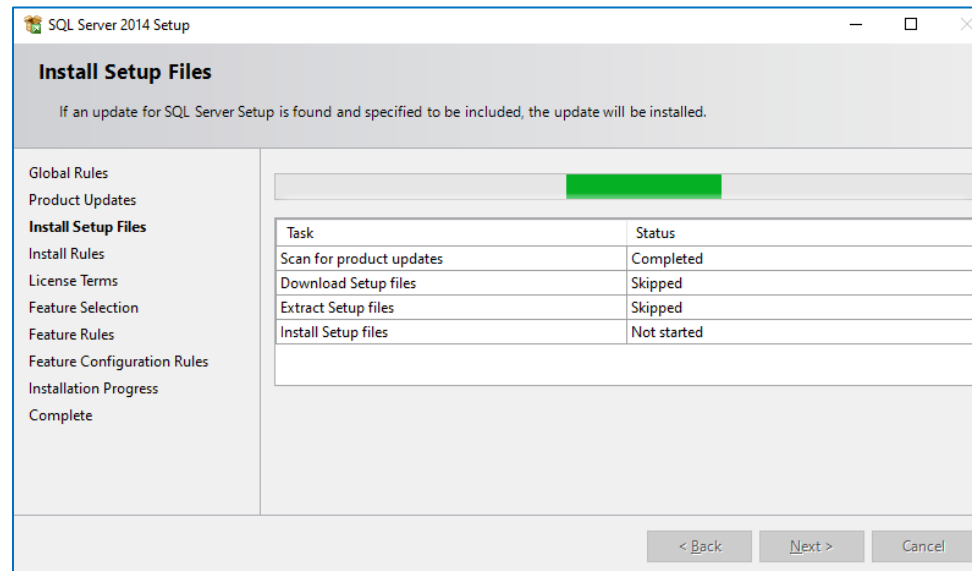 SQL Server 2014 Setup
Install Setup Files
If an update for SQL Server Setup is found and specified to be included, the update will be installed.
Global Rules
Product Updates
Install Setup Files
Install Rules
License Terms
Feature Selection
Feature Rules
Feature Configuration Rules
Installation Progress
Complete
Task Status
Scan for product updates Completed
Download Setup files Skipped
Extract Setup files Skipped
Install Setup files Not started
< Back Next > Cancel